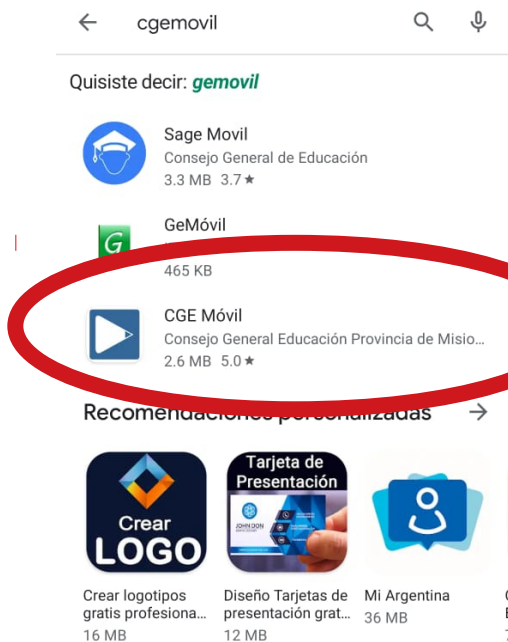 cgemovil
Quisiste decir: gemovil
Sage Movil
Consejo General de Educación
3.3 MB 3.7★
GeMóvil
G
465 KB
CGE Móvil
Consejo General Educación Provincia de Misio...
2.6 MB 5.0★
Recomendaciones personalizadas
Crear
LOGO
Tarjeta de
Presentación
JOHN DON
Crear logotipos
gratis profesiona...
16 MB
Diseño Tarjetas de
presentación grat...
12 MB
Mi Argentina
36 MB